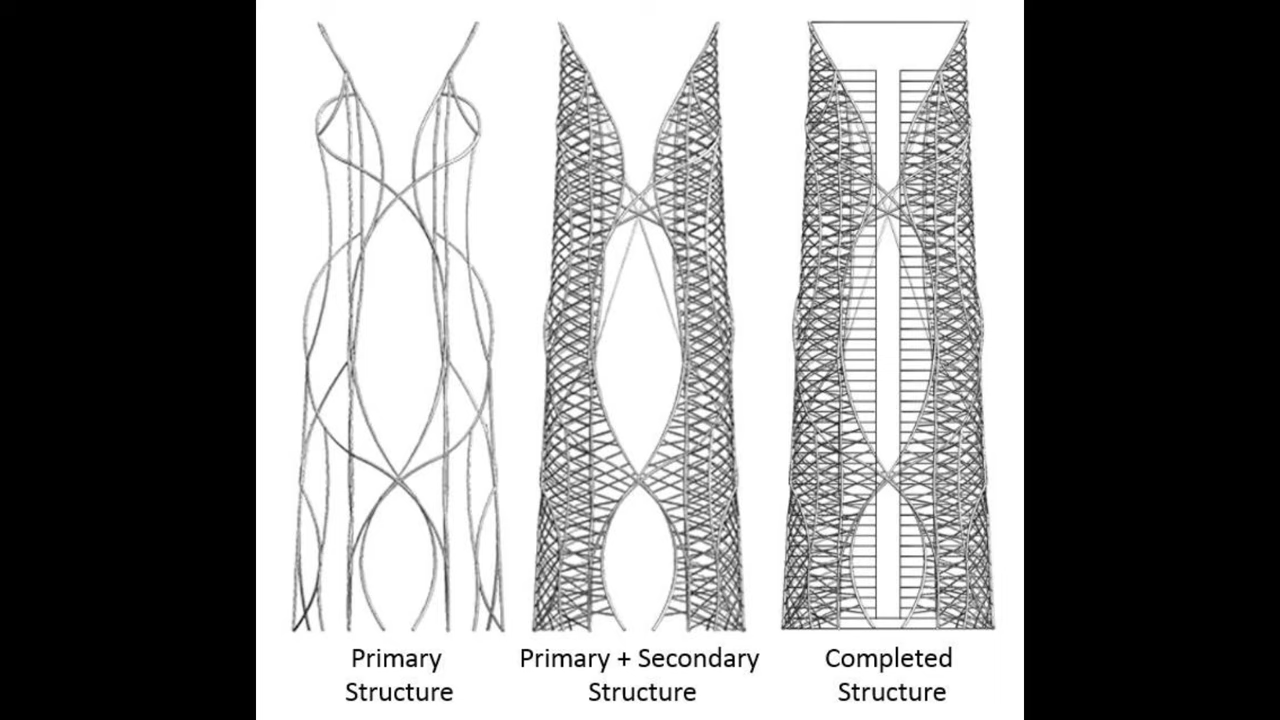 Primary
Structure
Primary + Secondary
Structure
Completed
Structure